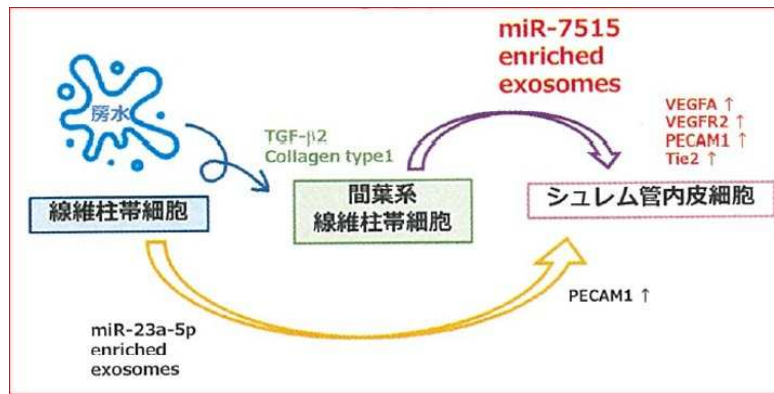 miR-7515
enriched
exosomes
房水
TGF-β2
Collagen type1
VEGFA ↑
VEGFR2 ↑
PECAM1 ↑
Tie2 ↑
線維柱帯細胞
間葉系
線維柱帯細胞
シュレム管内皮細胞
PECAM1 ↑
miR-23a-5p
enriched
exosomes